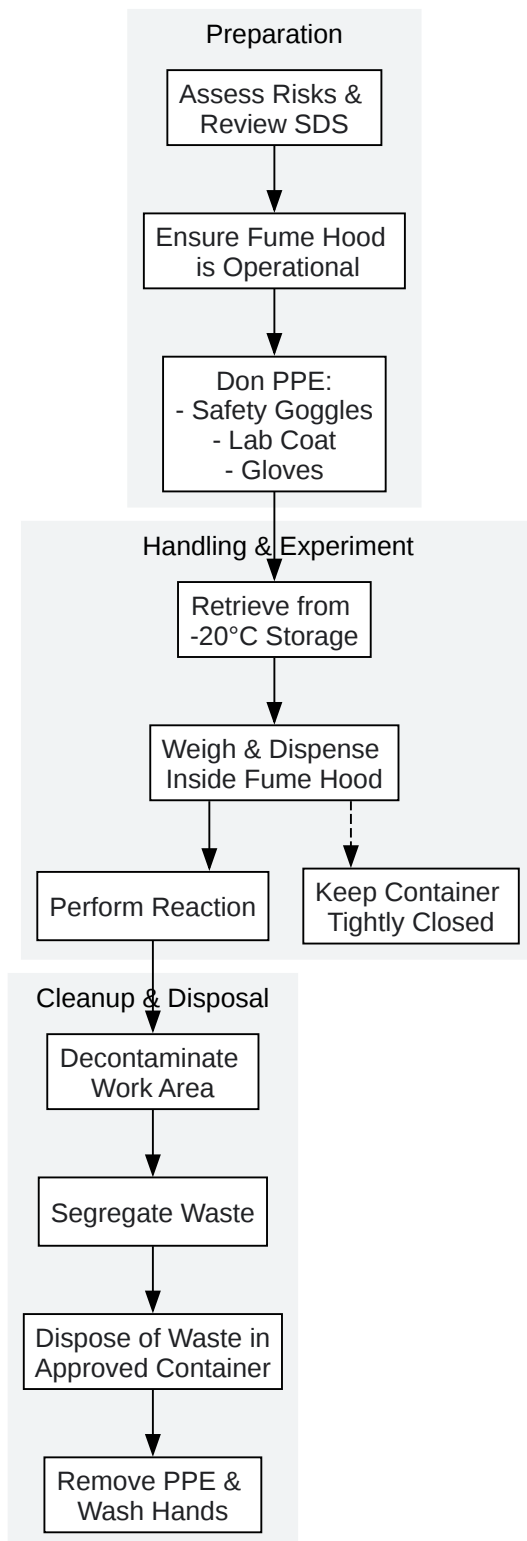 Preparation
Assess Risks &
Review SDS
Ensure Fume Hood
is Operational
Don PPE:
- Safety Goggles
- Lab Coat
- Gloves
Handling & Experiment
Retrieve from
-20°C Storage
Weigh & Dispense
Inside Fume Hood
Perform Reaction
Keep Container
Tightly Closed
Cleanup & Disposal
Decontaminate
Work Area
Segregate Waste
Dispose of Waste in
Approved Container
Remove PPE &
Wash Hands